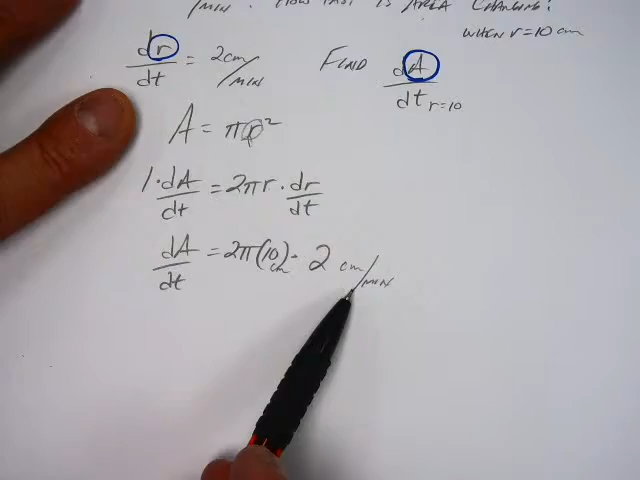 /MIN. HOW FAST IS AREA CHANGING?
WHEN r=10 cm
dr/dt = 2 cm/MIN FIND dA/dt r=10
A = πr²
1·dA/dt = 2πr·dr/dt
dA/dt = 2π(10 cm)·2 cm/MIN